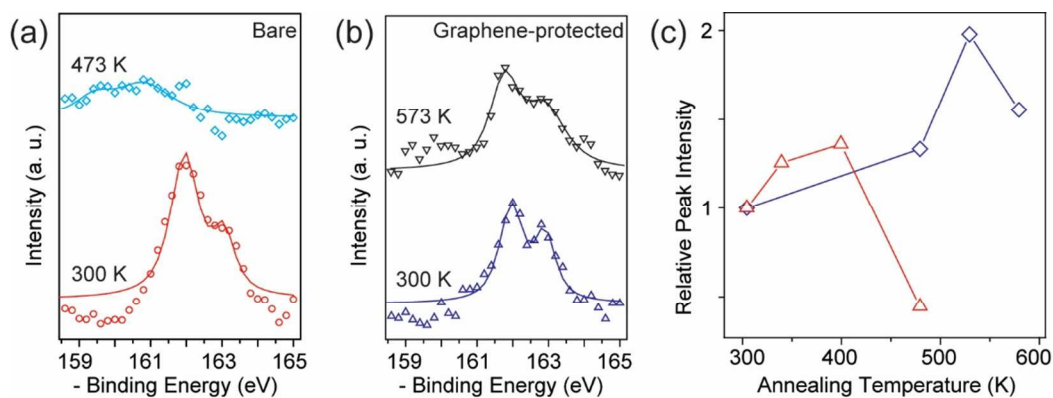 (a)
Bare
473 K
300 K
Intensity (a. u.)
159 161 163 165
- Binding Energy (eV)
(b)
Graphene-protected
573 K
300 K
Intensity (a. u.)
159 161 163 165
- Binding Energy (eV)
(c)
2
1
Relative Peak Intensity
300 400 500 600
Annealing Temperature (K)